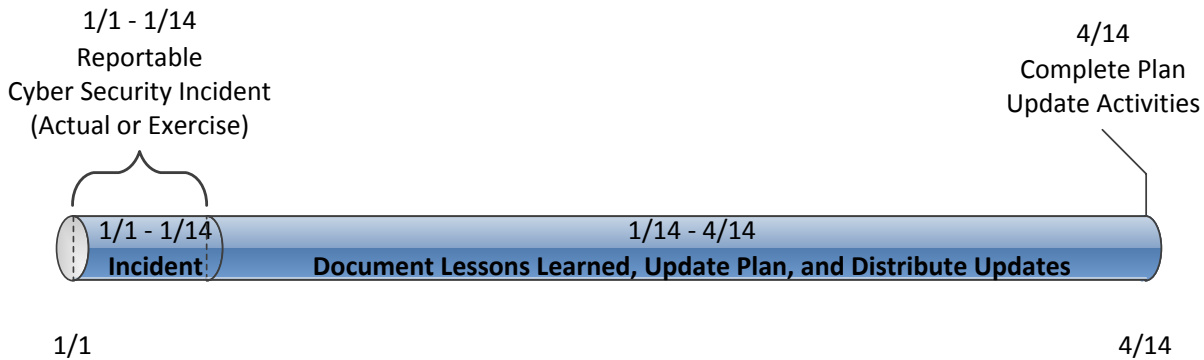 1/1 - 1/14
Reportable
Cyber Security Incident
(Actual or Exercise)
4/14
Complete Plan
Update Activities
1/1 - 1/14
Incident
1/14 - 4/14
Document Lessons Learned, Update Plan, and Distribute Updates
1/1
4/14